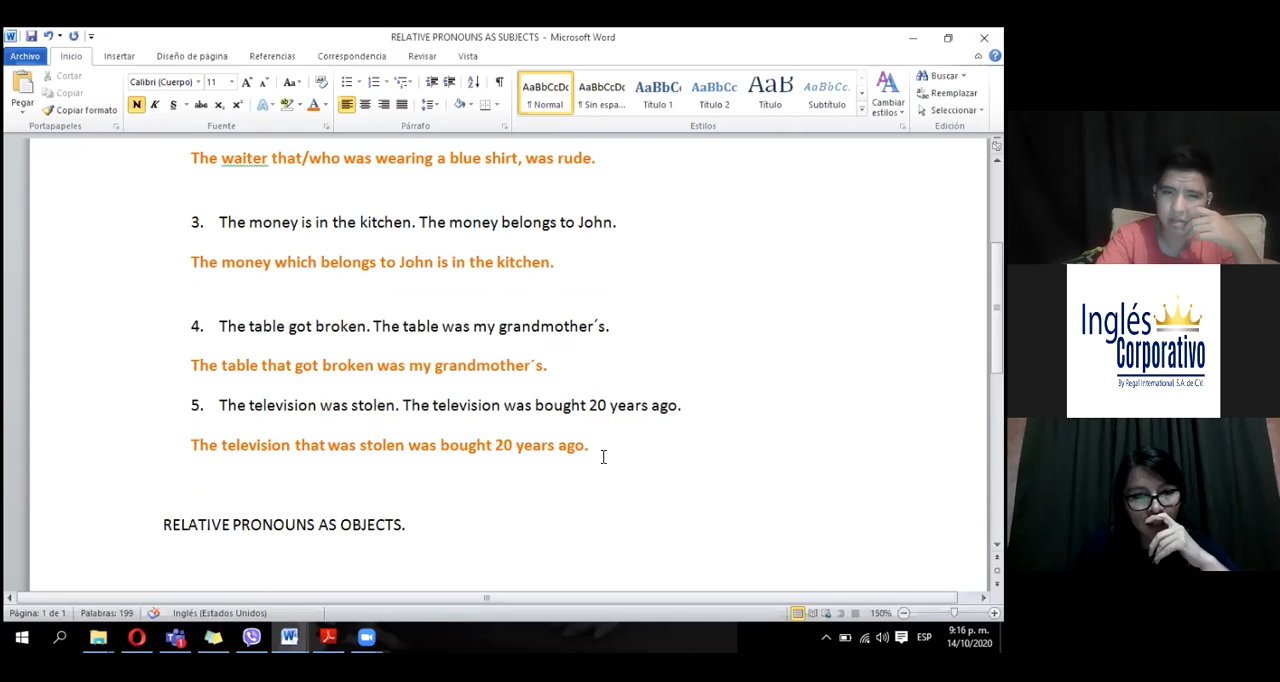 RELATIVE PRONOUNS AS SUBJECTS - Microsoft Word
Archivo Inicio Insertar Diseño de página Referencias Correspondencia Revisar Vista
Pegar
Cortar
Copiar
Copiar formato
Portapapeles
Calibri (Cuerpo) 11
Fuente
Párrafo
AaBbCcDc AaBbCcDc AaBbC AaBbCc AaB AaBbCc.
¶ Normal ¶ Sin espa... Título 1 Título 2 Título Subtítulo
Cambiar estilos
Estilos
Buscar
Reemplazar
Seleccionar
Edición
The waiter that/who was wearing a blue shirt, was rude.
3. The money is in the kitchen. The money belongs to John.
The money which belongs to John is in the kitchen.
4. The table got broken. The table was my grandmother´s.
The table that got broken was my grandmother´s.
5. The television was stolen. The television was bought 20 years ago.
The television that was stolen was bought 20 years ago.
RELATIVE PRONOUNS AS OBJECTS.
Página: 1 de 1 Palabras: 199 Inglés (Estados Unidos) 150%
ESP 9:16 p. m.
14/10/2020
Inglés
Corporativo
By Regal International, S.A. de C.V.